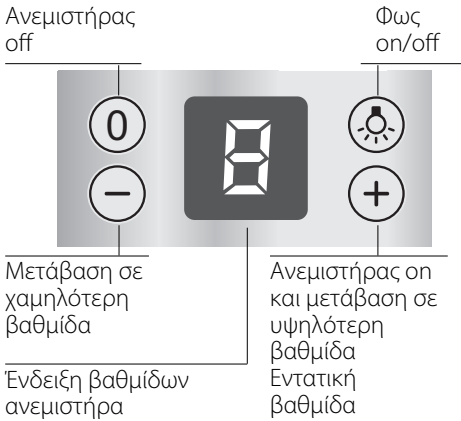 Ανεμιστήρας
off
Φως
on/off
0
8
−
+
Μετάβαση σε
χαμηλότερη
βαθμίδα
Ανεμιστήρας on
και μετάβαση σε
υψηλότερη
βαθμίδα
Εντατική
βαθμίδα
Ένδειξη βαθμίδων
ανεμιστήρα